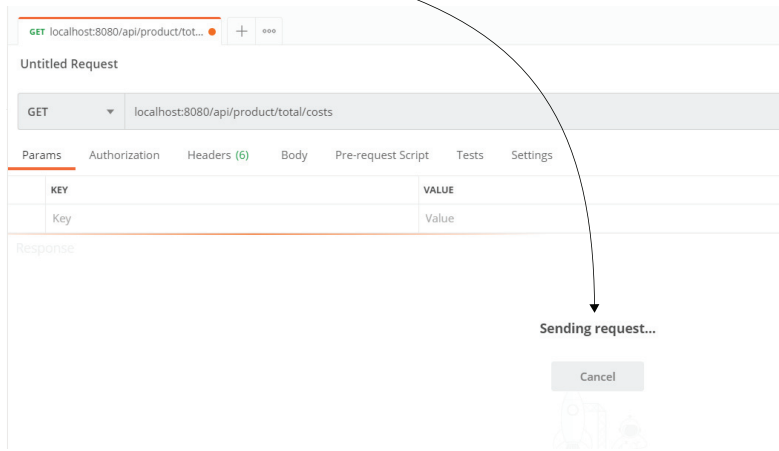 GET localhost:8080/api/product/tot...
Untitled Request
GET localhost:8080/api/product/total/costs
Params Authorization Headers (6) Body Pre-request Script Tests Settings
KEY VALUE
Key Value
Response
Sending request...
Cancel